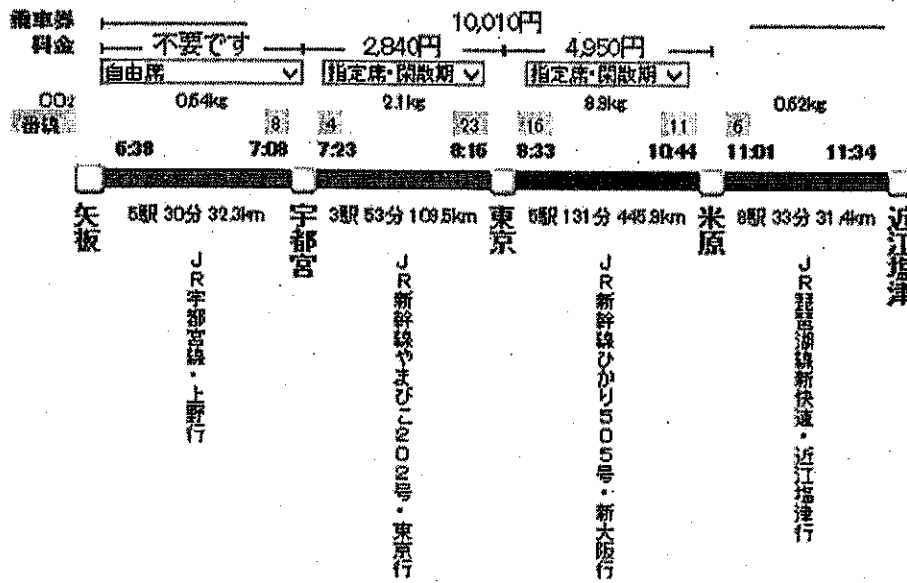 乗車券 10,010円
料金 不要です 2,840円 4,950円
自由席 指定席・閑散期 指定席・閑散期
CO2 0.54kg 2.1kg 8.9kg 0.52kg
番線 8 4 23 16 11 6
6:38 7:08 7:23 8:16 8:33 10:44 11:01 11:34
5駅 30分 32.3km 3駅 53分 109.5km 5駅 131分 445.9km 8駅 33分 31.4km
矢板
宇都宮
東京
米原
近江塩津
JR宇都宮線・上野行
JR新幹線やまびこ202号・東京行
JR新幹線ひかり505号・新大阪行
JR琵琶湖線新快速・近江塩津行